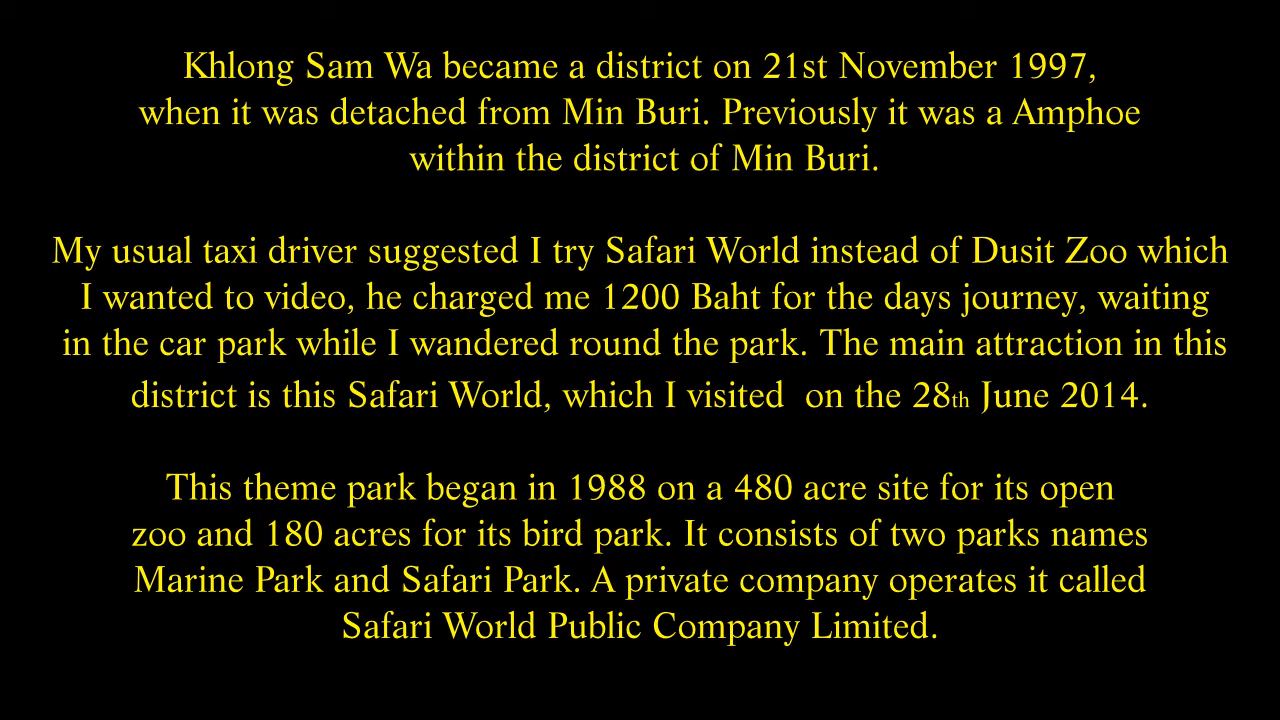 Khlong Sam Wa became a district on 21st November 1997,
when it was detached from Min Buri. Previously it was a Amphoe
within the district of Min Buri.
My usual taxi driver suggested I try Safari World instead of Dusit Zoo which
I wanted to video, he charged me 1200 Baht for the days journey, waiting
in the car park while I wandered round the park. The main attraction in this
district is this Safari World, which I visited  on the 28th June 2014.
This theme park began in 1988 on a 480 acre site for its open
zoo and 180 acres for its bird park. It consists of two parks names
Marine Park and Safari Park. A private company operates it called
Safari World Public Company Limited.